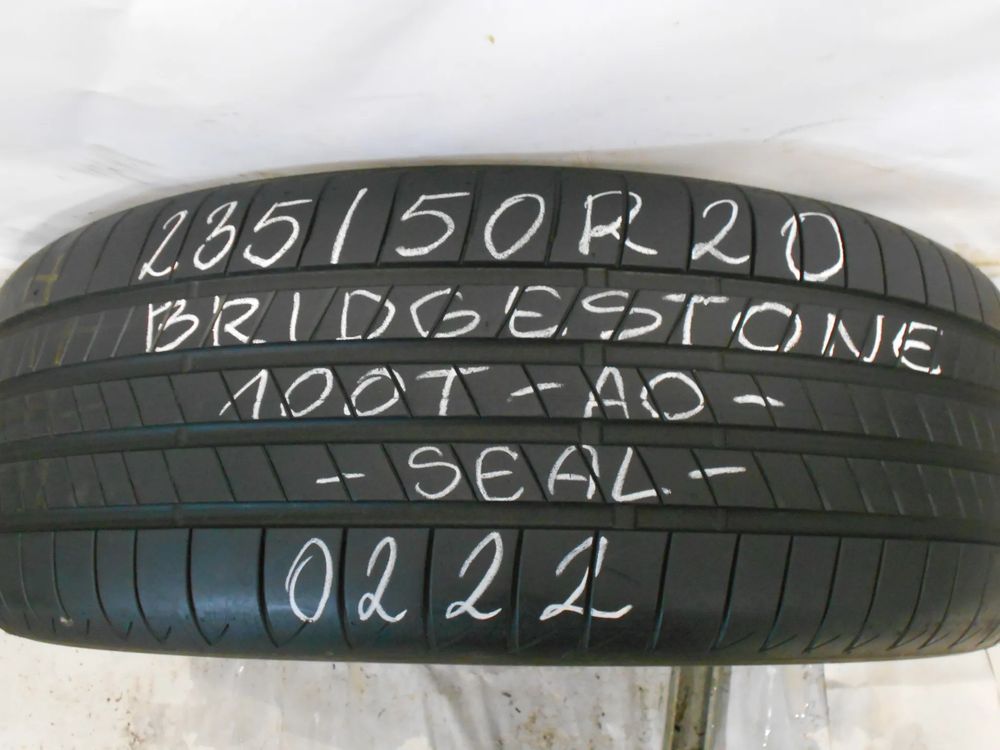 235/50R20
BRIDGESTONE
100T - AO -
- SEAL -
0222